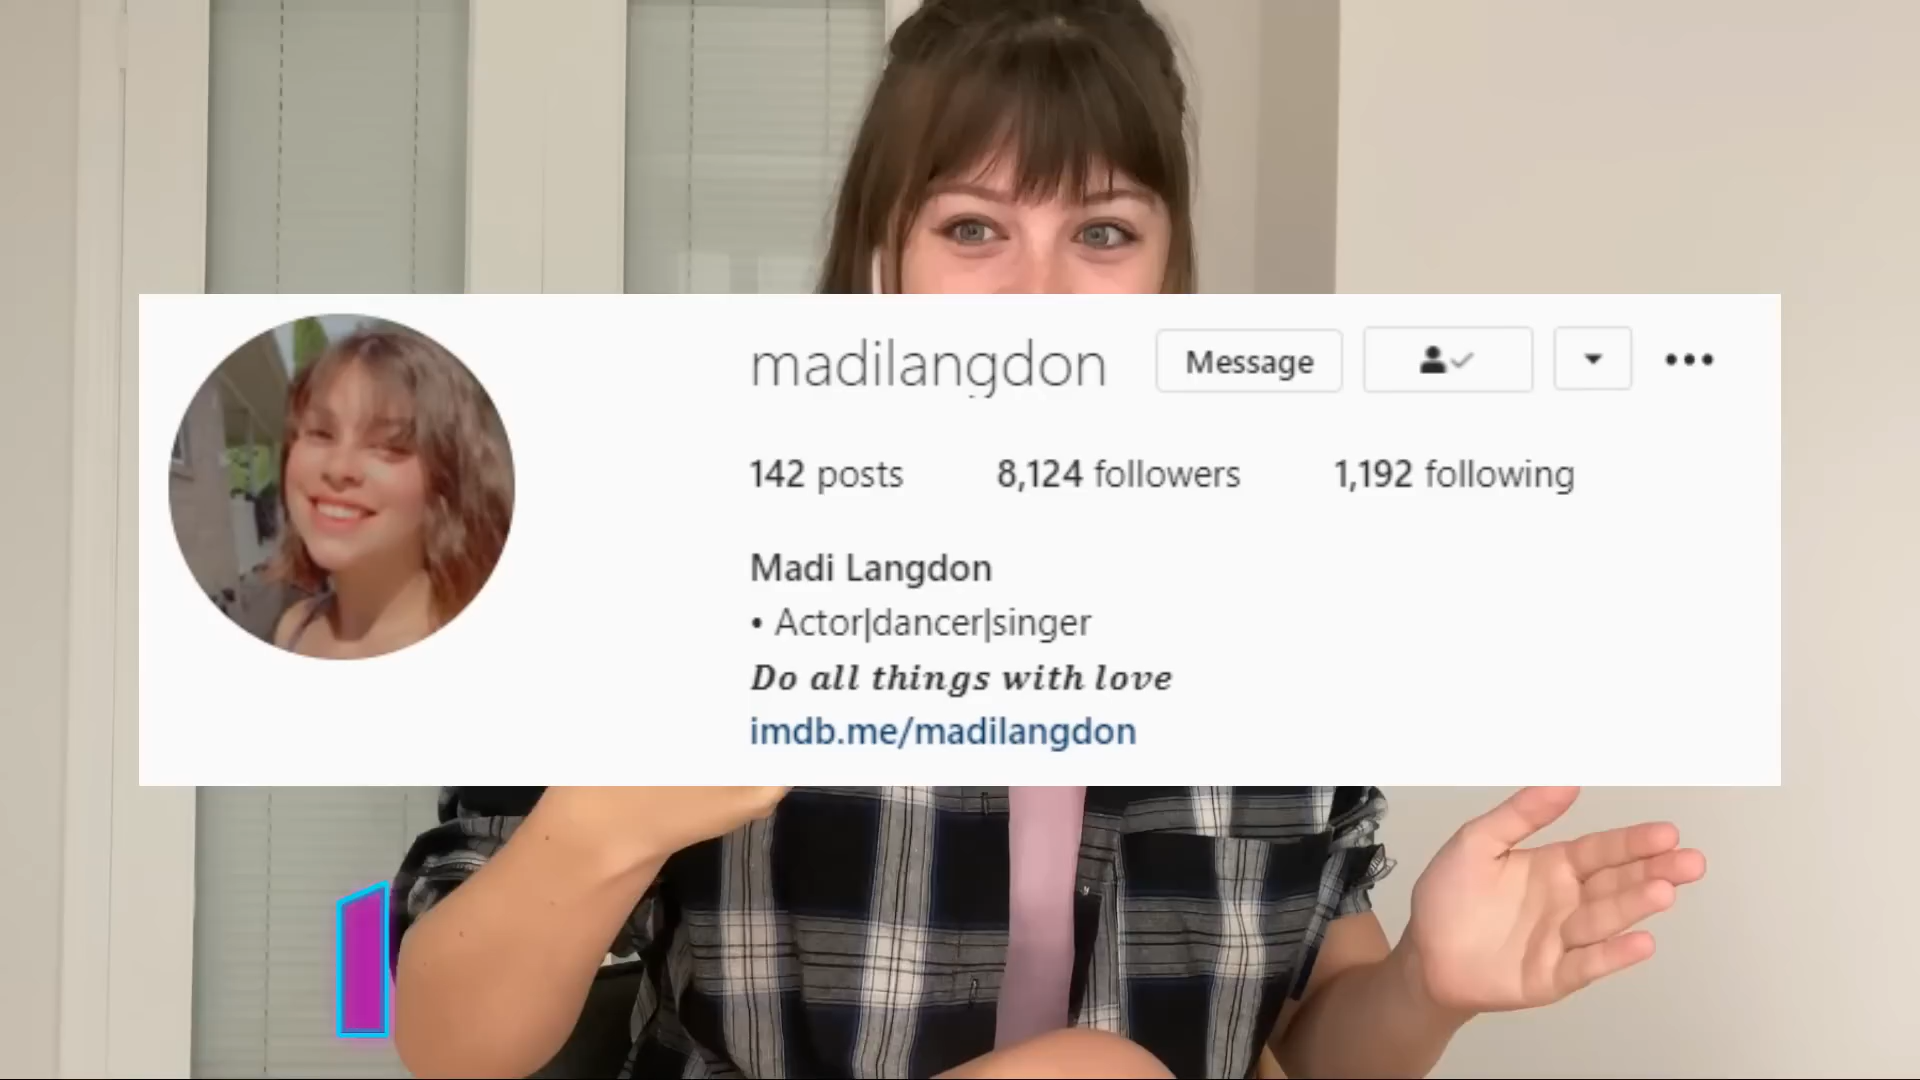 madilangdon Message
142 posts 8,124 followers 1,192 following
Madi Langdon
• Actor|dancer|singer
Do all things with love
imdb.me/madilangdon